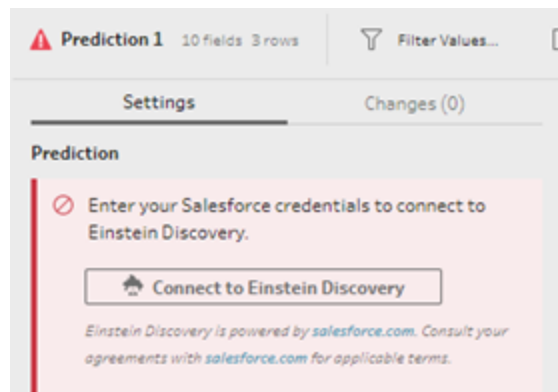 Prediction 1 10 fields 3 rows Filter Values...
Settings Changes (0)
Prediction
Enter your Salesforce credentials to connect to
Einstein Discovery.
Connect to Einstein Discovery
Einstein Discovery is powered by salesforce.com. Consult your
agreements with salesforce.com for applicable terms.